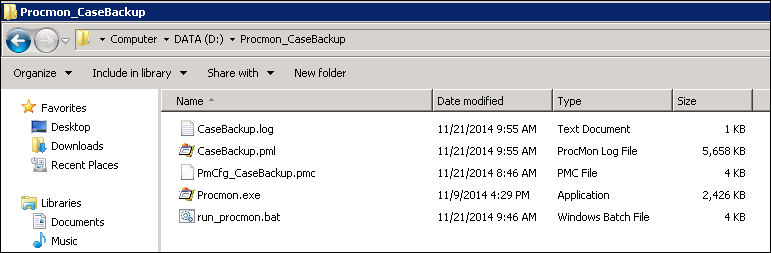 Procmon_CaseBackup
Computer DATA (D:) Procmon_CaseBackup
Organize Include in library Share with New folder
Favorites
Desktop
Downloads
Recent Places
Libraries
Documents
Music
Name Date modified Type Size
CaseBackup.log 11/21/2014 9:55 AM Text Document 1 KB
CaseBackup.pml 11/21/2014 9:55 AM ProcMon Log File 5,658 KB
PmCfg_CaseBackup.pmc 11/21/2014 8:46 AM PMC File 4 KB
Procmon.exe 11/9/2014 4:29 PM Application 2,426 KB
run_procmon.bat 11/21/2014 9:46 AM Windows Batch File 4 KB